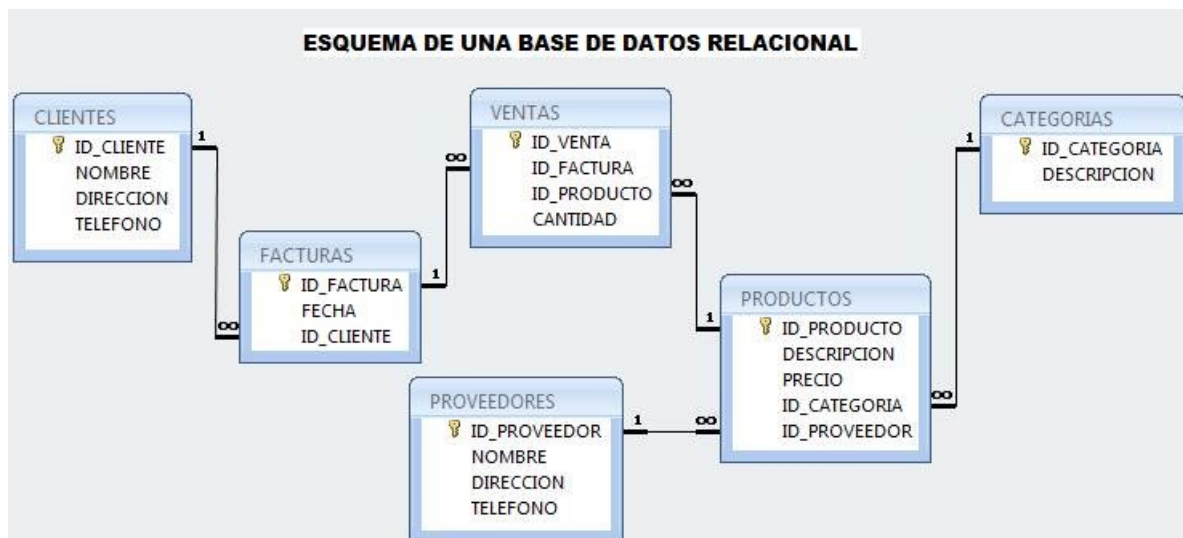 ESQUEMA DE UNA BASE DE DATOS RELACIONAL
CLIENTES
ID_CLIENTE
NOMBRE
DIRECCION
TELEFONO
1
∞
FACTURAS
ID_FACTURA
FECHA
ID_CLIENTE
1
∞
VENTAS
ID_VENTA
ID_FACTURA
ID_PRODUCTO
CANTIDAD
∞
1
PROVEEDORES
ID_PROVEEDOR
NOMBRE
DIRECCION
TELEFONO
1
∞
PRODUCTOS
ID_PRODUCTO
DESCRIPCION
PRECIO
ID_CATEGORIA
ID_PROVEEDOR
∞
1
CATEGORIAS
ID_CATEGORIA
DESCRIPCION